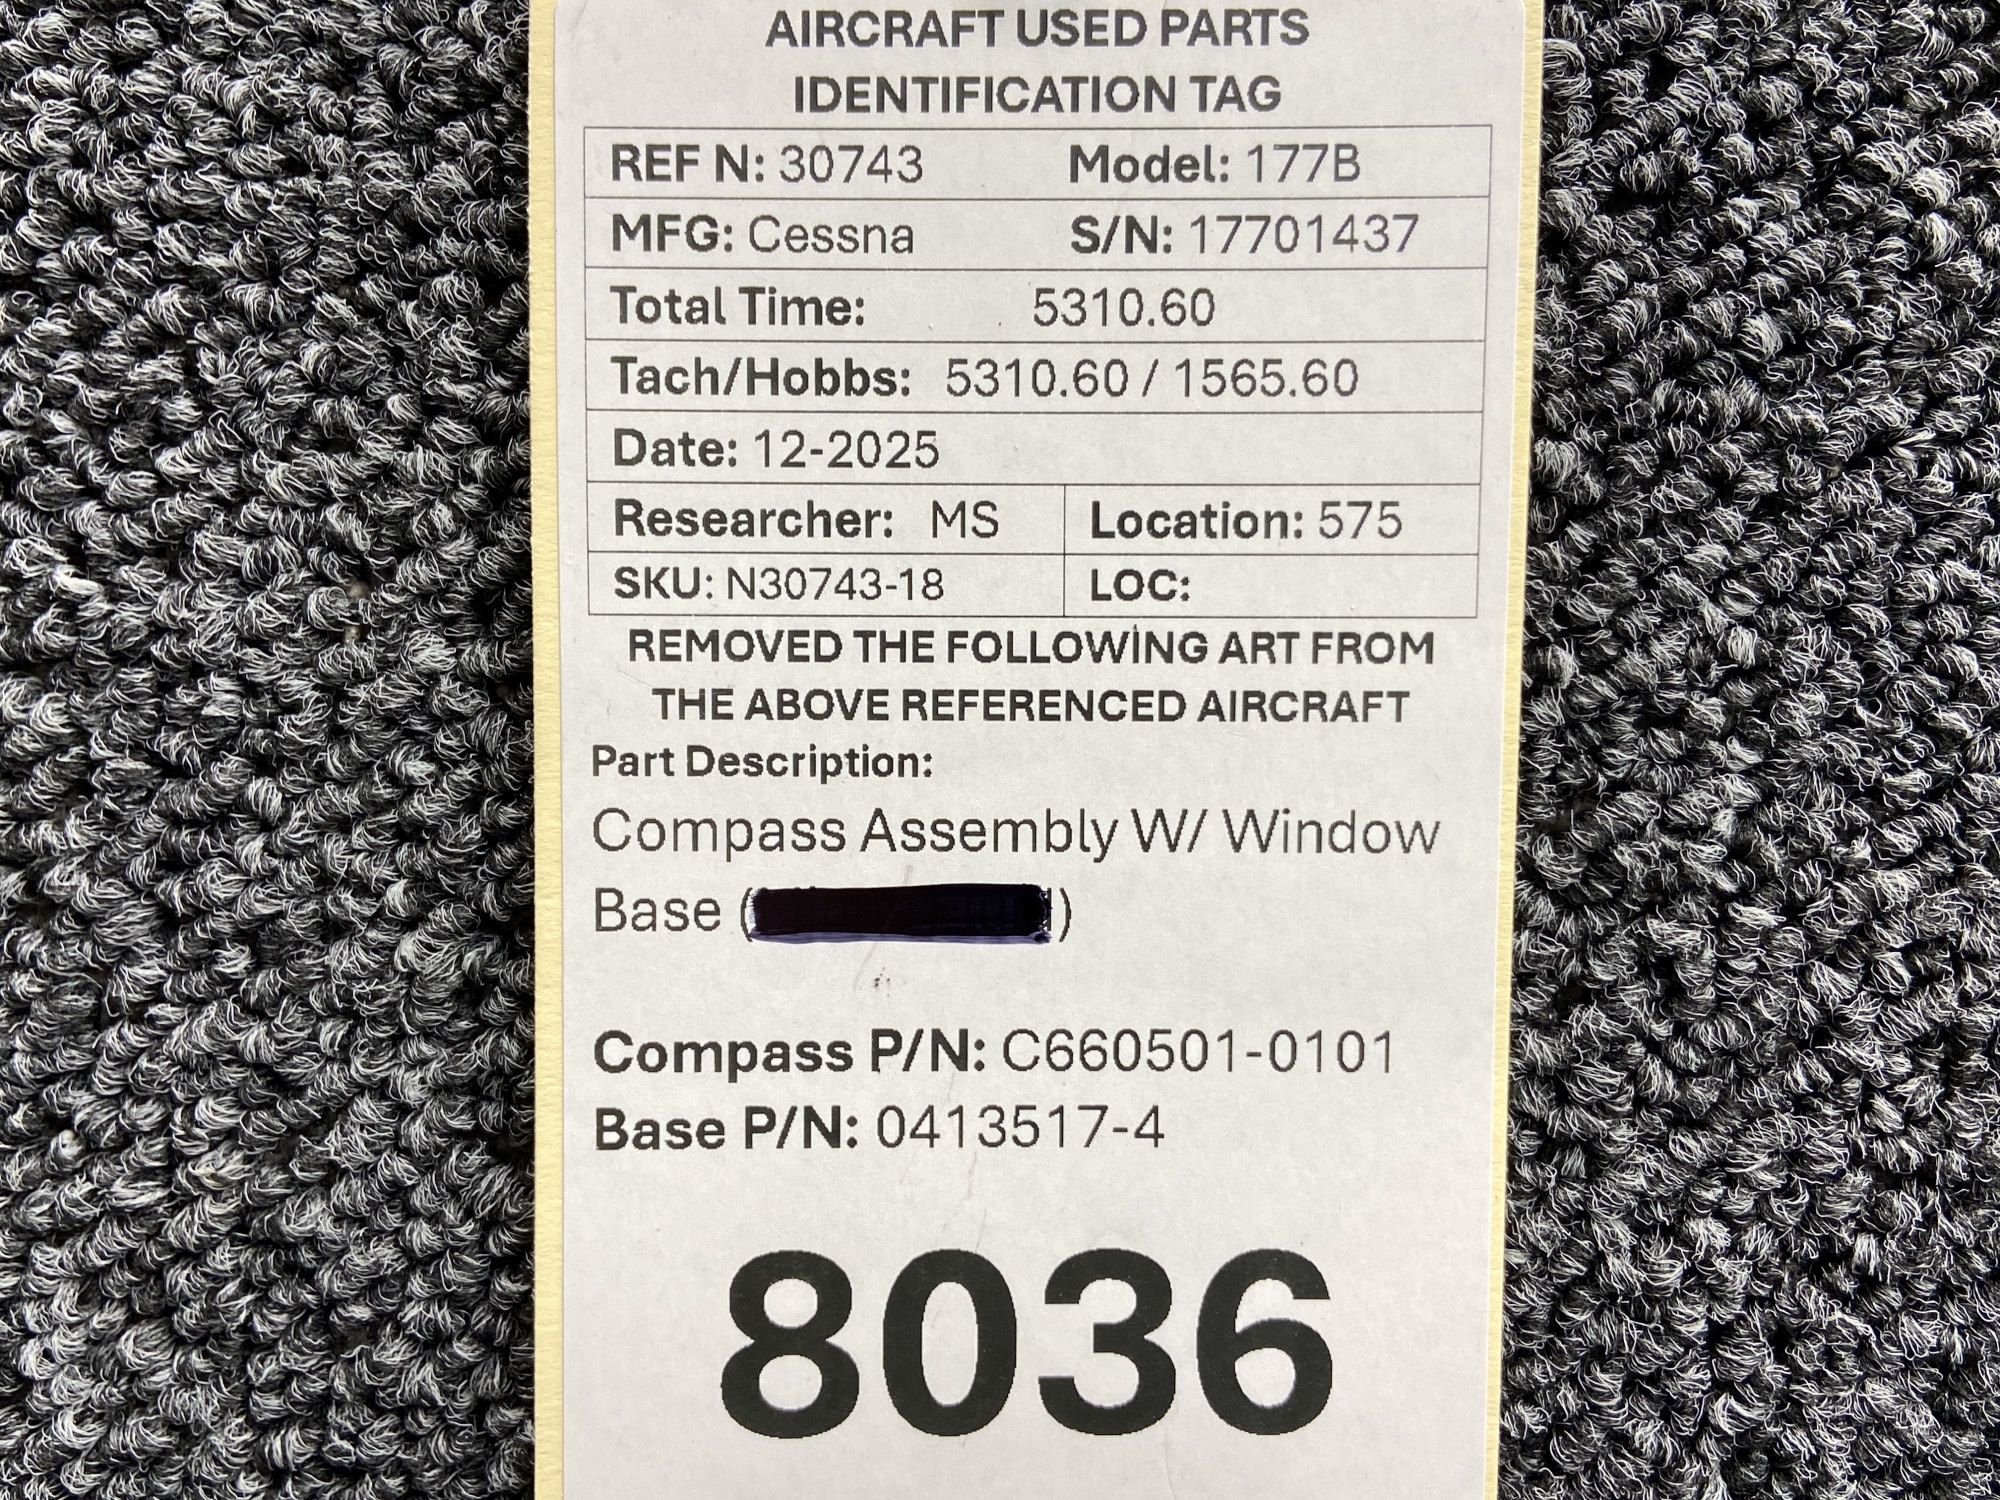 AIRCRAFT USED PARTS
IDENTIFICATION TAG
REF N: 30743 Model: 177B
MFG: Cessna S/N: 17701437
Total Time: 5310.60
Tach/Hobbs: 5310.60 / 1565.60
Date: 12-2025
Researcher: MS Location: 575
SKU: N30743-18 LOC:
REMOVED THE FOLLOWING ART FROM
THE ABOVE REFERENCED AIRCRAFT
Part Description:
Compass Assembly W/ Window
Base ( )
Compass P/N: C660501-0101
Base P/N: 0413517-4
8036